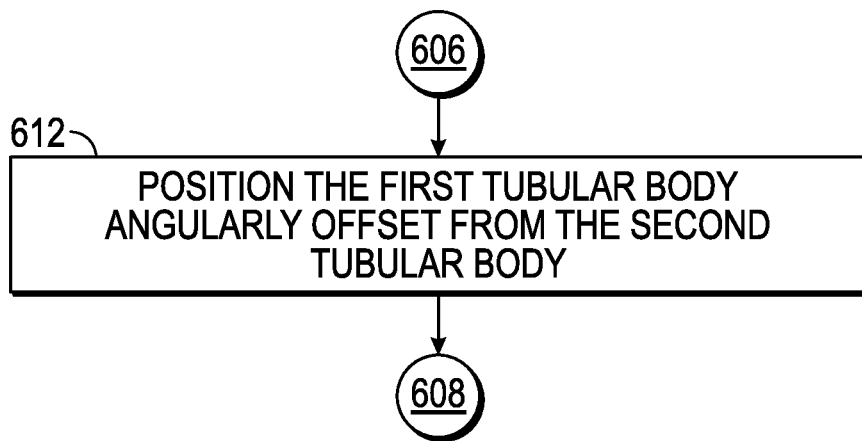 606
612
POSITION THE FIRST TUBULAR BODY
ANGULARLY OFFSET FROM THE SECOND
TUBULAR BODY
608